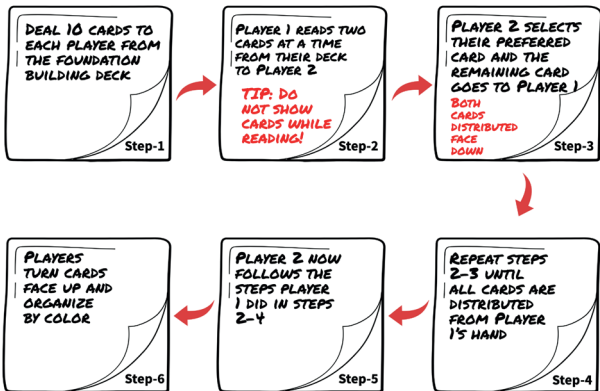 DEAL 10 CARDS TO
EACH PLAYER FROM
THE FOUNDATION
BUILDING DECK
Step-1
PLAYER 1 READS TWO
CARDS AT A TIME
FROM THEIR DECK
TO PLAYER 2
TIP: DO
NOT SHOW
CARDS WHILE
READING!
Step-2
PLAYER 2 SELECTS
THEIR PREFERRED
CARD AND THE
REMAINING CARD
GOES TO PLAYER 1
BOTH
CARDS
DISTRIBUTED
FACE
DOWN
Step-3
REPEAT STEPS
2-3 UNTIL
ALL CARDS ARE
DISTRIBUTED
FROM PLAYER
1'S HAND
Step-4
PLAYER 2 NOW
FOLLOWS THE
STEPS PLAYER
1 DID IN STEPS
2-4
Step-5
PLAYERS
TURN CARDS
FACE UP AND
ORGANIZE
BY COLOR
Step-6